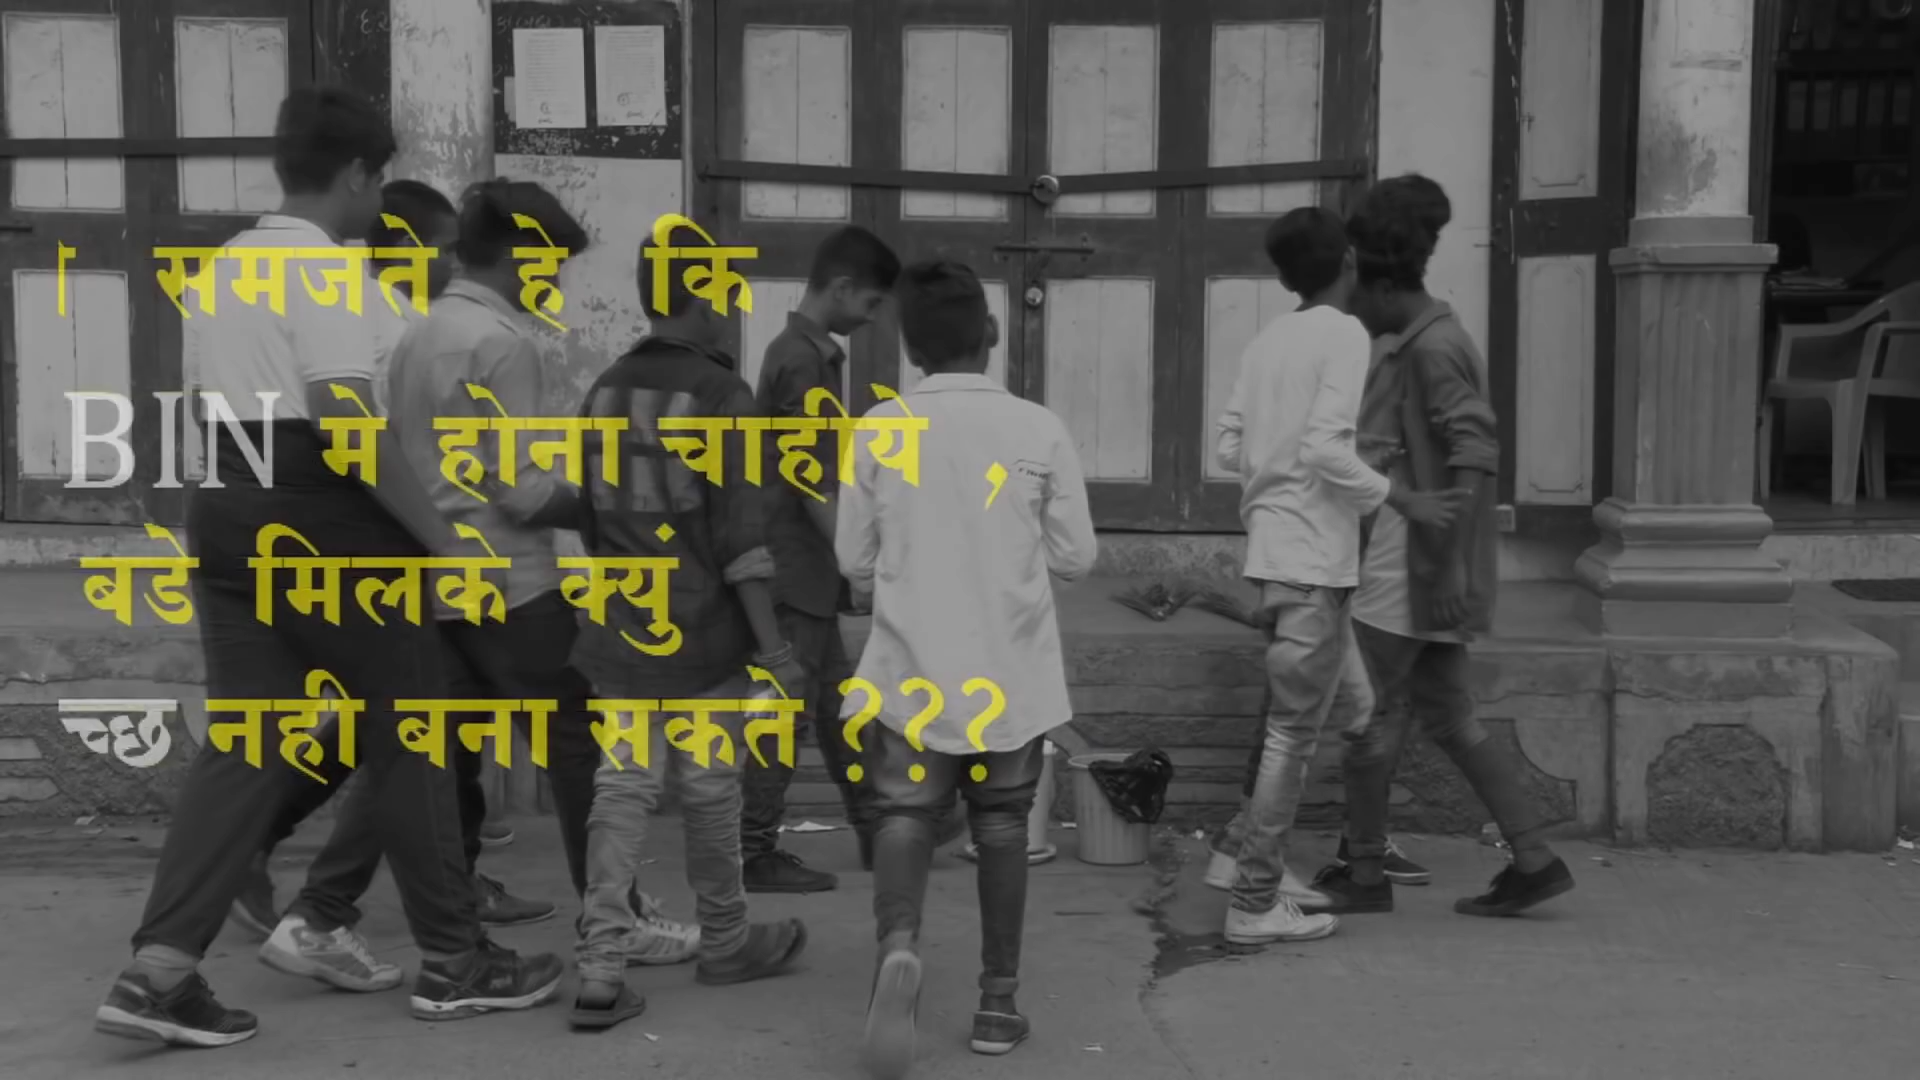 । समजते हे कि
BIN मे होना चाहीये ,
बडे मिलके क्युं
च्छ नही बना सकते ???